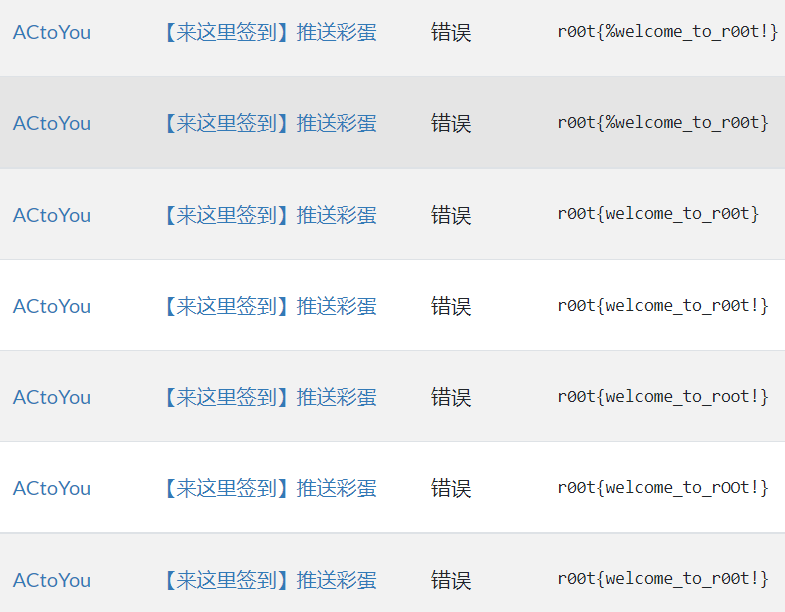 ACtoYou 【来这里签到】推送彩蛋 错误 r00t{%welcome_to_r00t!}
ACtoYou 【来这里签到】推送彩蛋 错误 r00t{%welcome_to_r00t}
ACtoYou 【来这里签到】推送彩蛋 错误 r00t{welcome_to_r00t}
ACtoYou 【来这里签到】推送彩蛋 错误 r00t{welcome_to_r00t!}
ACtoYou 【来这里签到】推送彩蛋 错误 r00t{welcome_to_root!}
ACtoYou 【来这里签到】推送彩蛋 错误 r00t{welcome_to_rOOt!}
ACtoYou 【来这里签到】推送彩蛋 错误 r00t{welcome_to_r00t!}